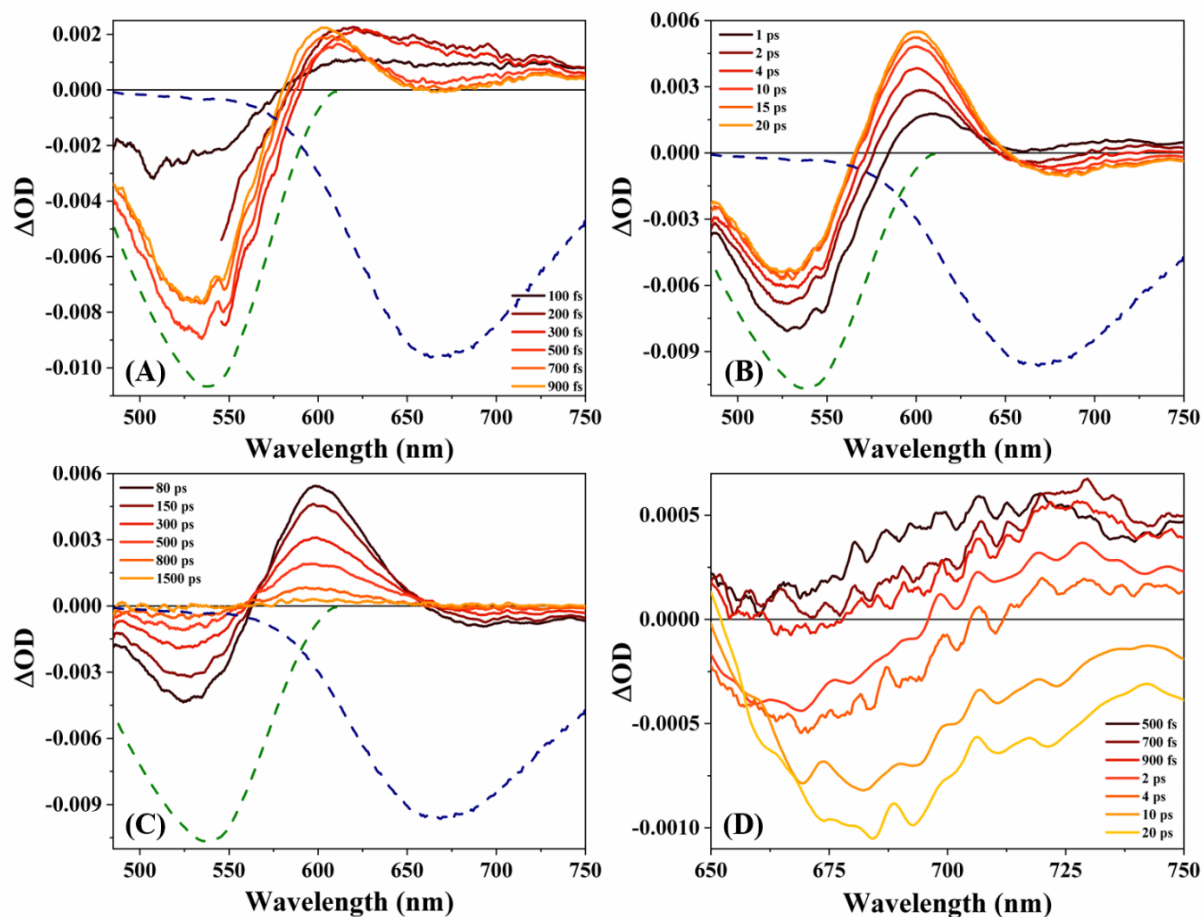 0.002
0.000
-0.002
-0.004
-0.006
-0.008
-0.010
ΔOD
100 fs
200 fs
300 fs
500 fs
700 fs
900 fs
(A)
500 550 600 650 700 750
Wavelength (nm)
0.006
0.003
0.000
-0.003
-0.006
-0.009
ΔOD
1 ps
2 ps
4 ps
10 ps
15 ps
20 ps
(B)
500 550 600 650 700 750
Wavelength (nm)
0.006
0.003
0.000
-0.003
-0.006
-0.009
ΔOD
80 ps
150 ps
300 ps
500 ps
800 ps
1500 ps
(C)
500 550 600 650 700 750
Wavelength (nm)
0.0005
0.0000
-0.0005
-0.0010
ΔOD
500 fs
700 fs
900 fs
2 ps
4 ps
10 ps
20 ps
(D)
650 675 700 725 750
Wavelength (nm)